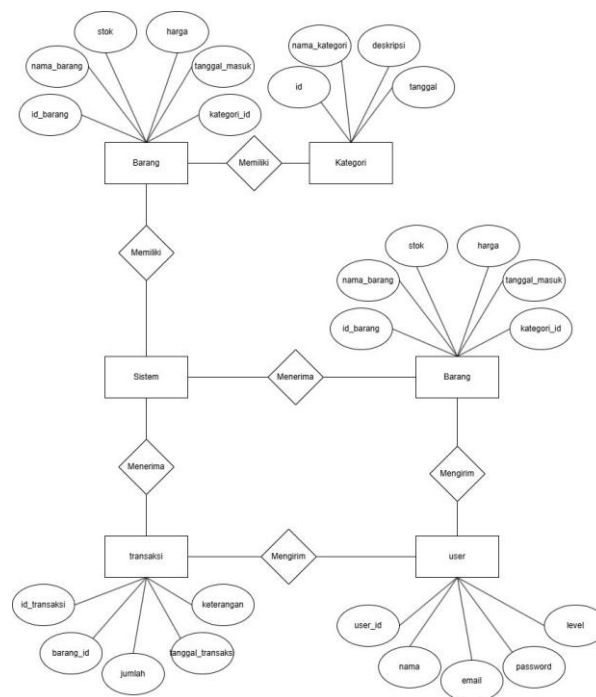 stok
harga
nama_kategori
deskripsi
nama_barang
tanggal_masuk
id
tanggal
id_barang
kategori_id
Barang
Memiliki
Kategori
Memiliki
stok
harga
nama_barang
tanggal_masuk
id_barang
kategori_id
Sistem
Menerima
Barang
Menerima
Mengirim
transaksi
Mengirim
user
id_transaksi
keterangan
user_id
level
barang_id
tanggal_transaksi
jumlah
nama
password
email